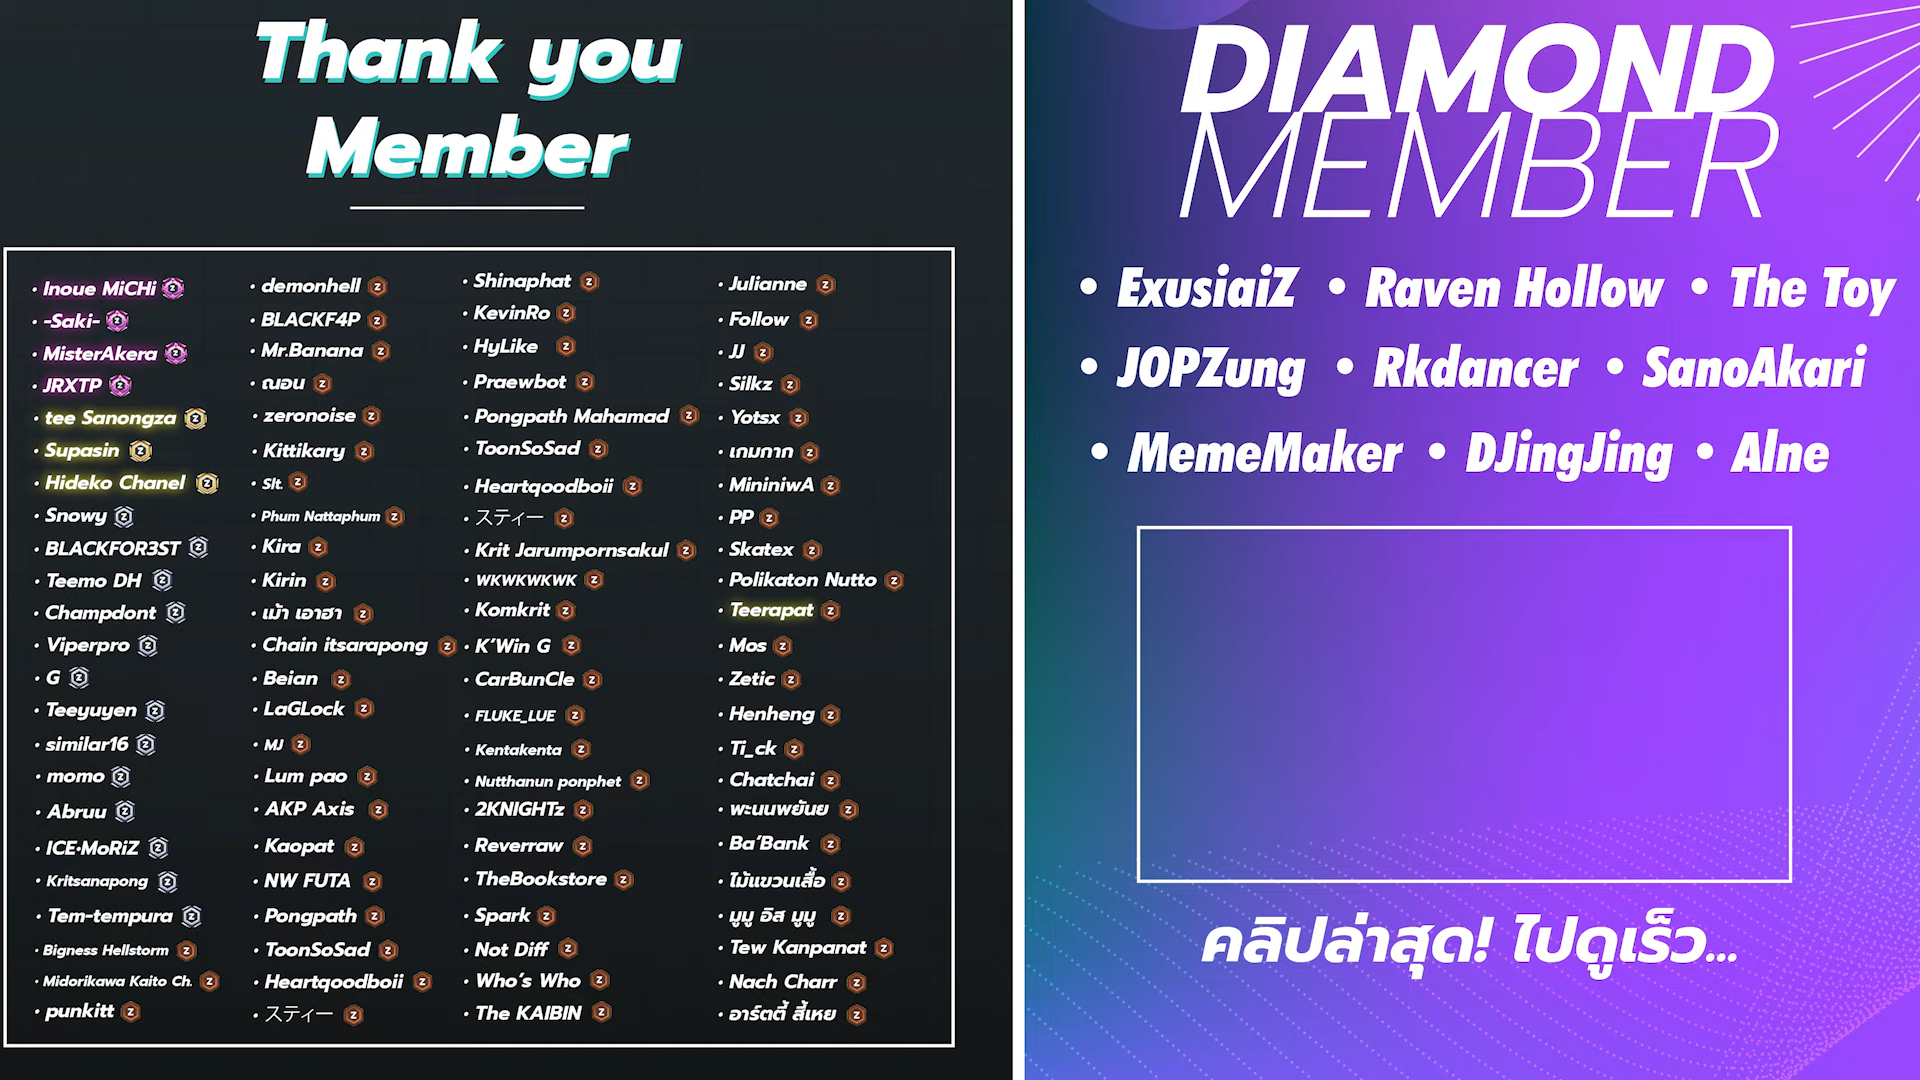 Thank you
Member
• Inoue MiCHi
• -Saki-
• MisterAkera
• JRXTP
• tee Sanongza
• Supasin
• Hideko Chanel
• Snowy
• BLACKFOR3ST
• Teemo DH
• Champdont
• Viperpro
• G
• Teeyuyen
• similar16
• momo
• Abruu
• ICE•MoRiZ
• Kritsanapong
• Tem-tempura
• Bigness Hellstorm
• Midorikawa Kaito Ch.
• punkitt
• demonhell
• BLACKF4P
• Mr.Banana
• ณอน
• zeronoise
• Kittikary
• Slt.
• Phum Nattaphum
• Kira
• Kirin
• เม้า เอาฮา
• Chain itsarapong
• Beian
• LaGLock
• MJ
• Lum pao
• AKP Axis
• Kaopat
• NW FUTA
• Pongpath
• ToonSoSad
• Heartqoodboii
• スティー
• Shinaphat
• KevinRo
• HyLike
• Praewbot
• Pongpath Mahamad
• ToonSoSad
• Heartqoodboii
• スティー
• Krit Jarumpornsakul
• WKWKWKWK
• Komkrit
• K'Win G
• CarBunCle
• FLUKE_LUE
• Kentakenta
• Nutthanun ponphet
• 2KNIGHTz
• Reverraw
• TheBookstore
• Spark
• Not Diff
• Who's Who
• The KAIBIN
• Julianne
• Follow
• JJ
• Silkz
• Yotsx
• เกมกาก
• MininiwA
• PP
• Skatex
• Polikaton Nutto
• Teerapat
• Mos
• Zetic
• Henheng
• Ti_ck
• Chatchai
• พะนนพยันย
• Ba'Bank
• ไม้แขวนเสื้อ
• มูมู อิส มูมู
• Tew Kanpanat
• Nach Charr
• อาร์ตตี้ สี้เหย
DIAMOND
MEMBER
• ExusiaiZ • Raven Hollow • The Toy
• JOPZung • Rkdancer • SanoAkari
• MemeMaker • DJingJing • Alne
คลิปล่าสุด! ไปดูเร็ว...